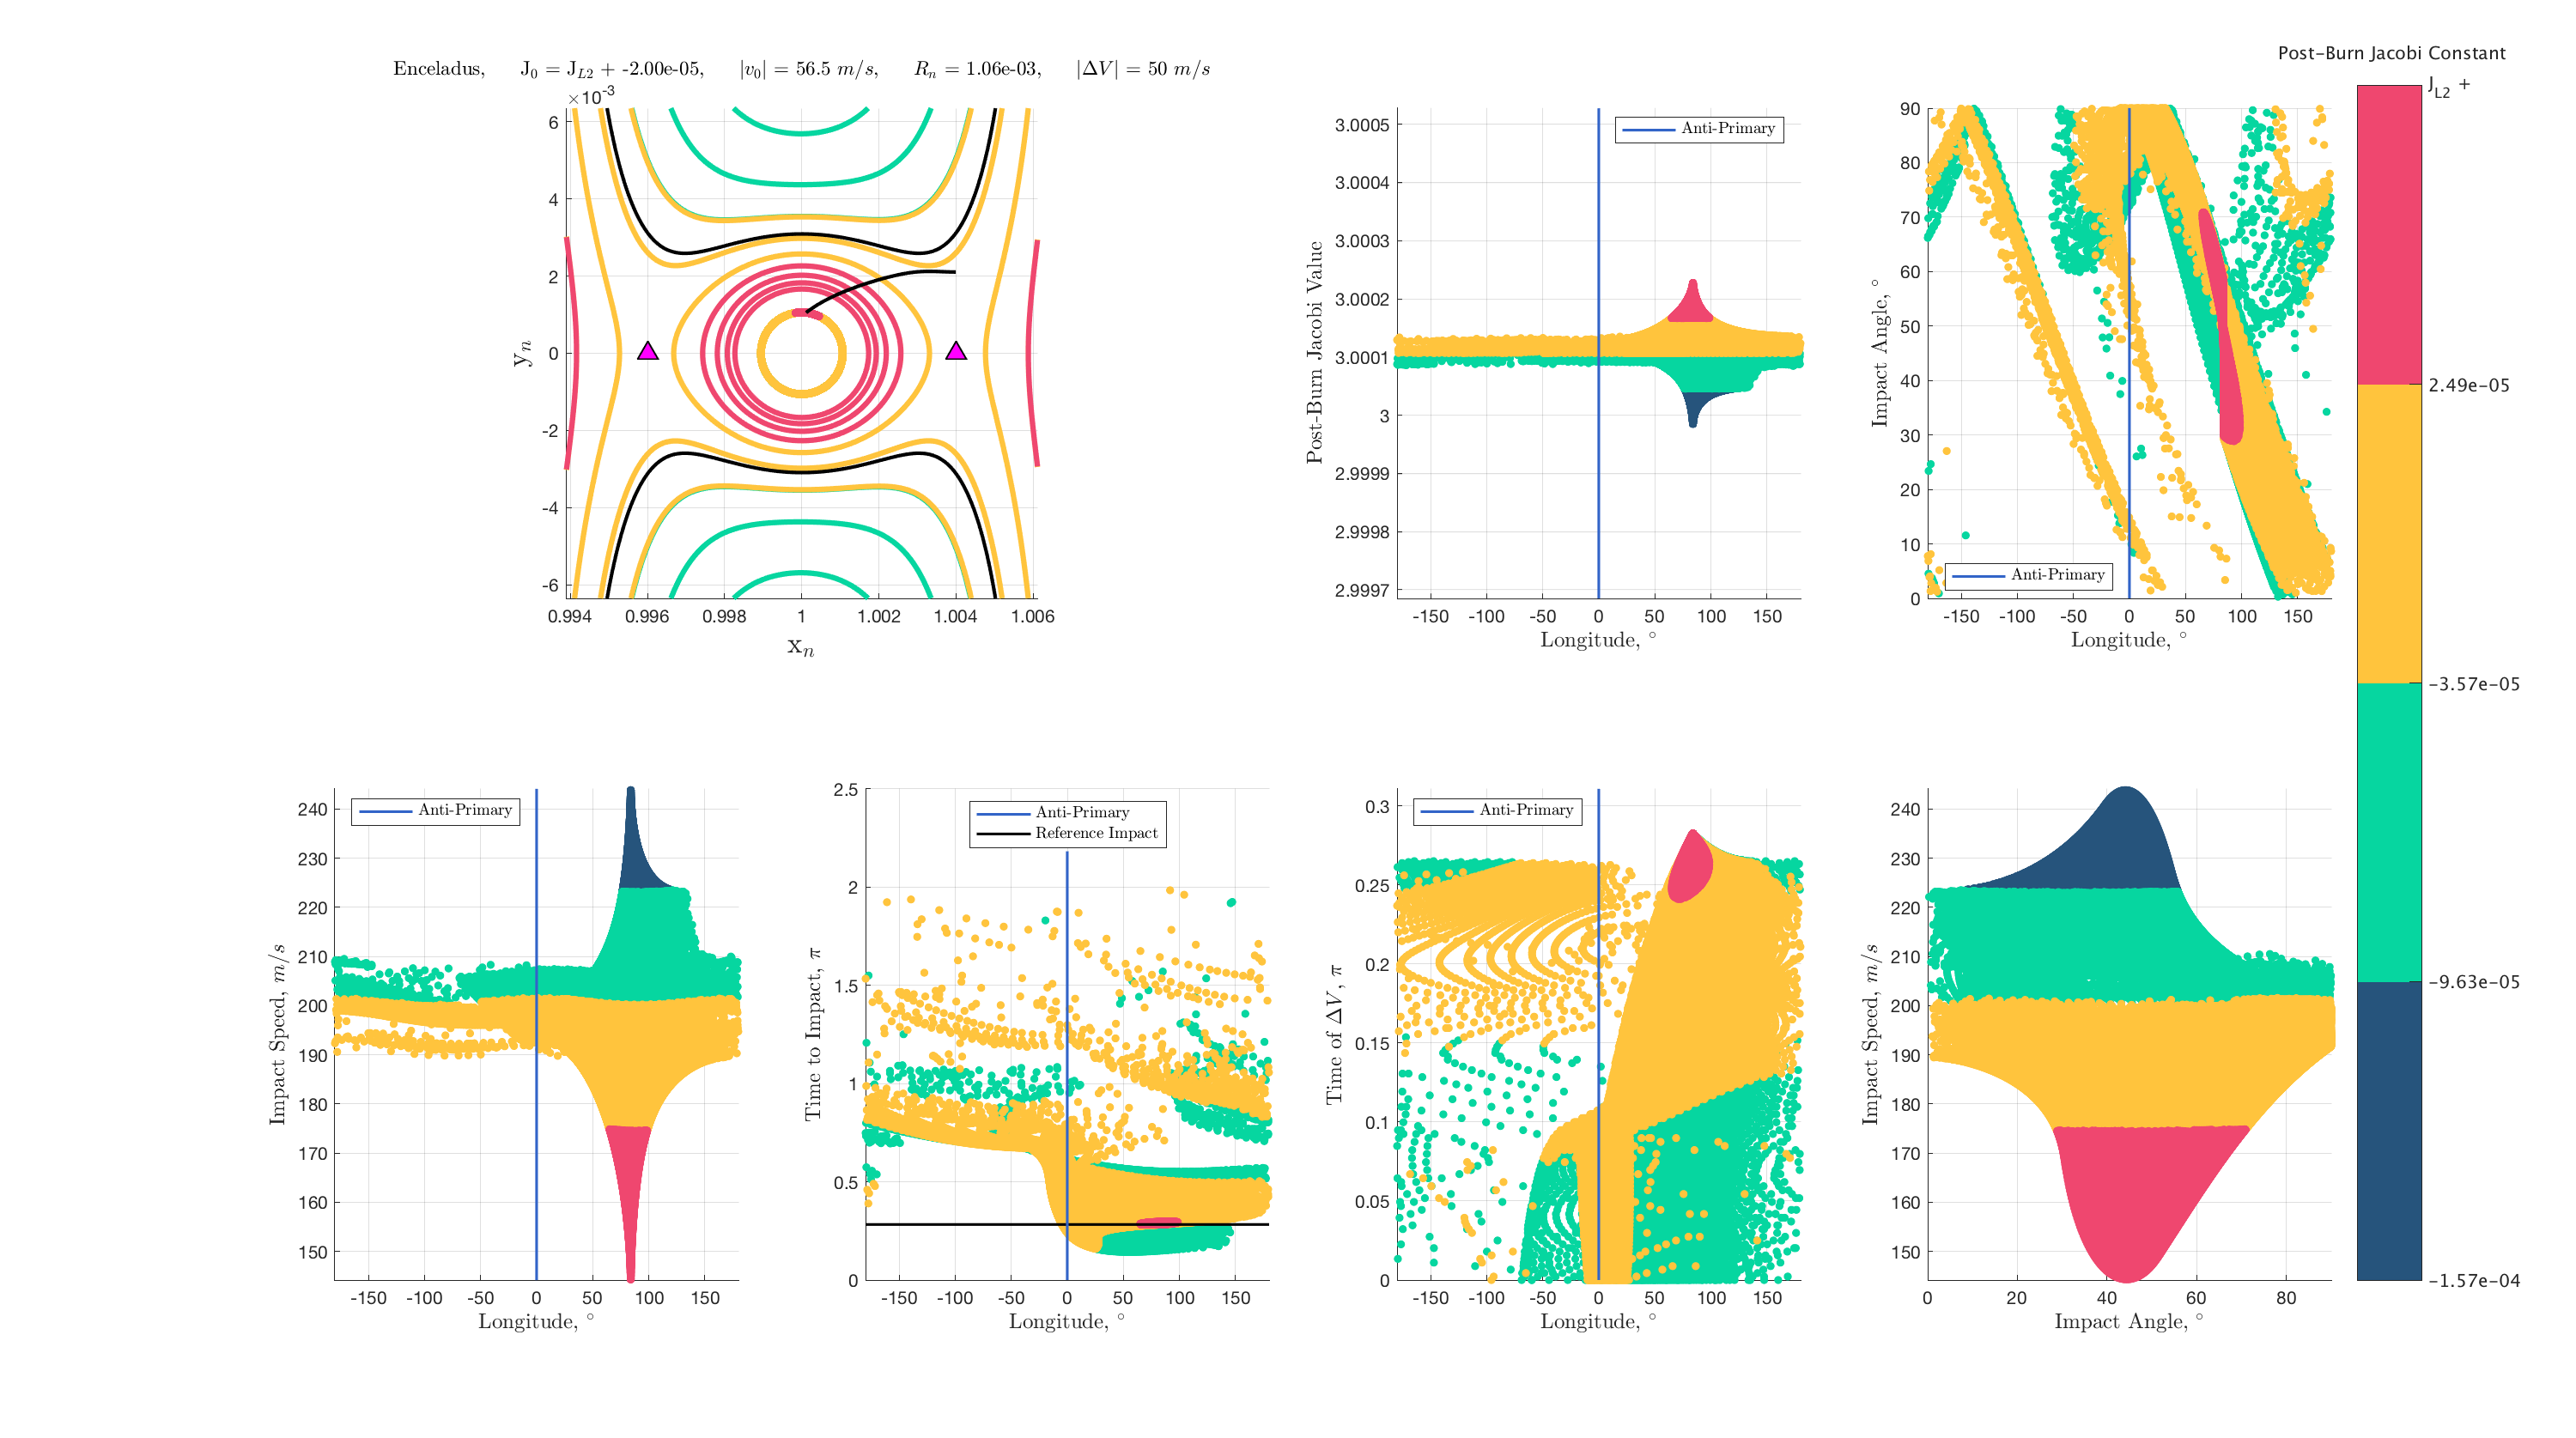 Enceladus, J0 = JL2 + -2.00e-05, |v0| = 56.5 m/s, Rn = 1.06e-03, |ΔV| = 50 m/s
×10-3
6
4
2
0
-2
-4
-6
yn
0.994 0.996 0.998 1 1.002 1.004 1.006
xn
Anti-Primary
3.0005
3.0004
3.0003
3.0002
3.0001
3
2.9999
2.9998
2.9997
Post-Burn Jacobi Value
-150 -100 -50 0 50 100 150
Longitude, °
90
80
70
60
50
40
30
20
10
0
Impact Angle, °
Anti-Primary
-150 -100 -50 0 50 100 150
Longitude, °
Post-Burn Jacobi Constant
JL2 +
2.49e-05
-3.57e-05
-9.63e-05
-1.57e-04
Anti-Primary
240
230
220
210
200
190
180
170
160
150
Impact Speed, m/s
-150 -100 -50 0 50 100 150
Longitude, °
Anti-Primary
Reference Impact
2.5
2
1.5
1
0.5
0
Time to Impact, π
-150 -100 -50 0 50 100 150
Longitude, °
Anti-Primary
0.3
0.25
0.2
0.15
0.1
0.05
0
Time of ΔV, π
-150 -100 -50 0 50 100 150
Longitude, °
240
230
220
210
200
190
180
170
160
150
Impact Speed, m/s
0 20 40 60 80
Impact Angle, °